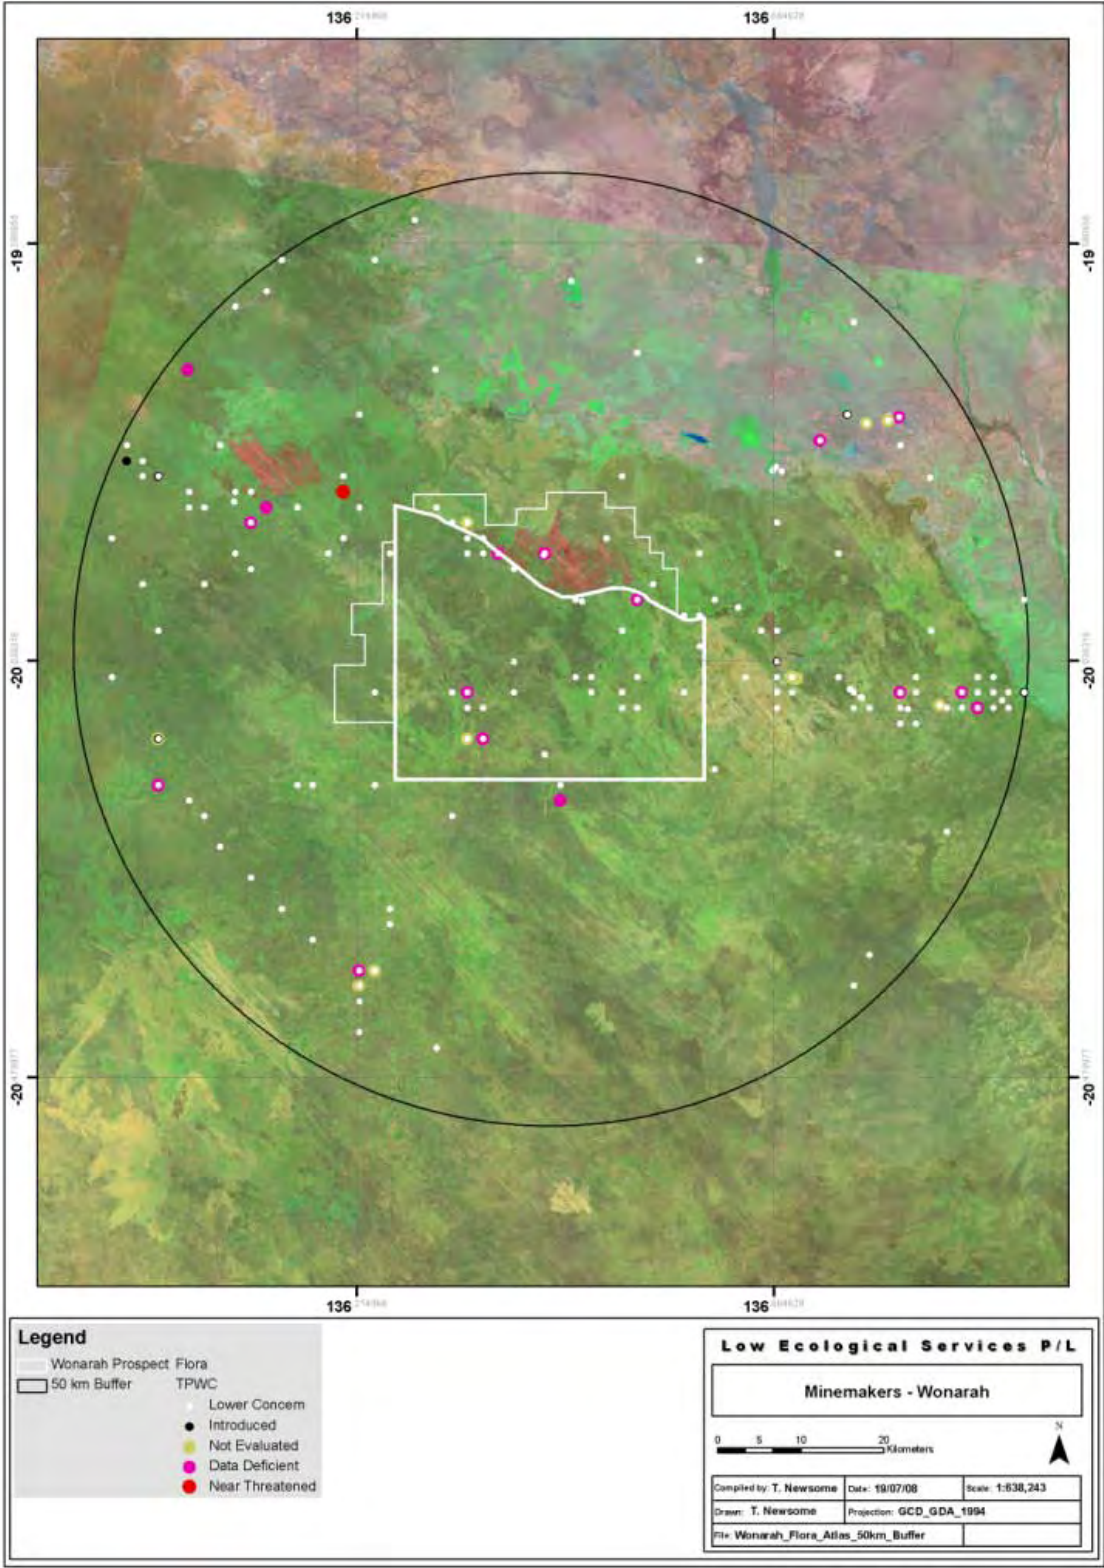 136 136
-19 -19
-20 -20
-20 -20
136 136
Legend
Wonarah Prospect Flora
50 km Buffer TPWC
Lower Concern
Introduced
Not Evaluated
Data Deficient
Near Threatened
Low Ecological Services P/L
Minemakers - Wonarah
N
0 5 10 20
Kilometers
Compiled by: T. Newsome Date: 19/07/08 Scale: 1:638,243
Drawn: T. Newsome Projection: GCD_GDA_1994
File: Wonarah_Flora_Atlas_50km_Buffer